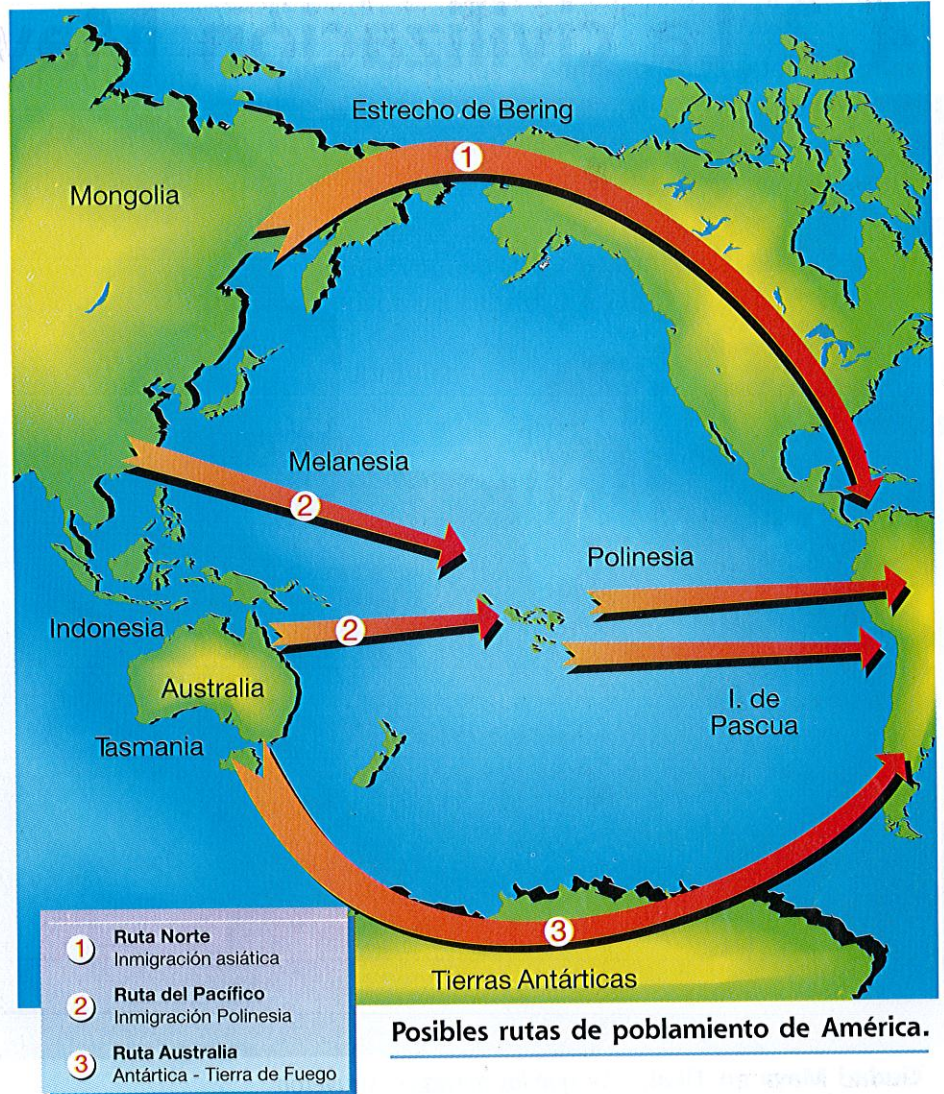 Estrecho de Bering
1
Mongolia
Melanesia
2
Polinesia
Indonesia
2
Australia
I. de
Pascua
Tasmania
3
Tierras Antárticas
1 Ruta Norte
Inmigración asiática
2 Ruta del Pacífico
Inmigración Polinesia
3 Ruta Australia
Antártica - Tierra de Fuego
Posibles rutas de poblamiento de América.